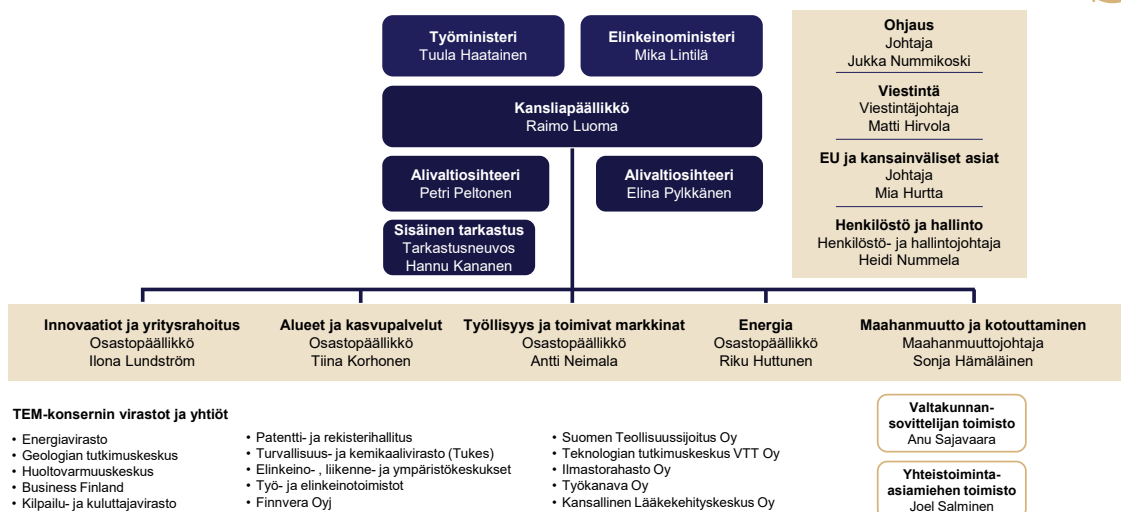 Työministeri
Tuula Haatainen
Elinkeinoministeri
Mika Lintilä
Kansliapäällikkö
Raimo Luoma
Alivaltiosihteeri
Petri Peltonen
Alivaltiosihteeri
Elina Pylkkänen
Sisäinen tarkastus
Tarkastusneuvos
Hannu Kananen
Ohjaus
Johtaja
Jukka Nummikoski
Viestintä
Viestintäjohtaja
Matti Hirvola
EU ja kansainväliset asiat
Johtaja
Mia Hurtta
Henkilöstö ja hallinto
Henkilöstö- ja hallintojohtaja
Heidi Nummela
Innovaatiot ja yritysrahoitus
Osastopäällikkö
Ilona Lundström
Alueet ja kasvupalvelut
Osastopäällikkö
Tiina Korhonen
Työllisyys ja toimivat markkinat
Osastopäällikkö
Antti Neimala
Energia
Osastopäällikkö
Riku Huttunen
Maahanmuutto ja kotouttaminen
Maahanmuuttojohtaja
Sonja Hämäläinen
TEM-konsernin virastot ja yhtiöt
• Energiavirasto
• Geologian tutkimuskeskus
• Huoltovarmuuskeskus
• Business Finland
• Kilpailu- ja kuluttajavirasto
• Patentti- ja rekisterihallitus
• Turvallisuus- ja kemikaalivirasto (Tukes)
• Elinkeino- , liikenne- ja ympäristökeskukset
• Työ- ja elinkeinotoimistot
• Finnvera Oyj
• Suomen Teollisuussijoitus Oy
• Teknologian tutkimuskeskus VTT Oy
• Ilmastorahasto Oy
• Työkanava Oy
• Kansallinen Lääkekehityskeskus Oy
Valtakunnan-
sovittelijan toimisto
Anu Sajavaara
Yhteistoiminta-
asiamiehen toimisto
Joel Salminen